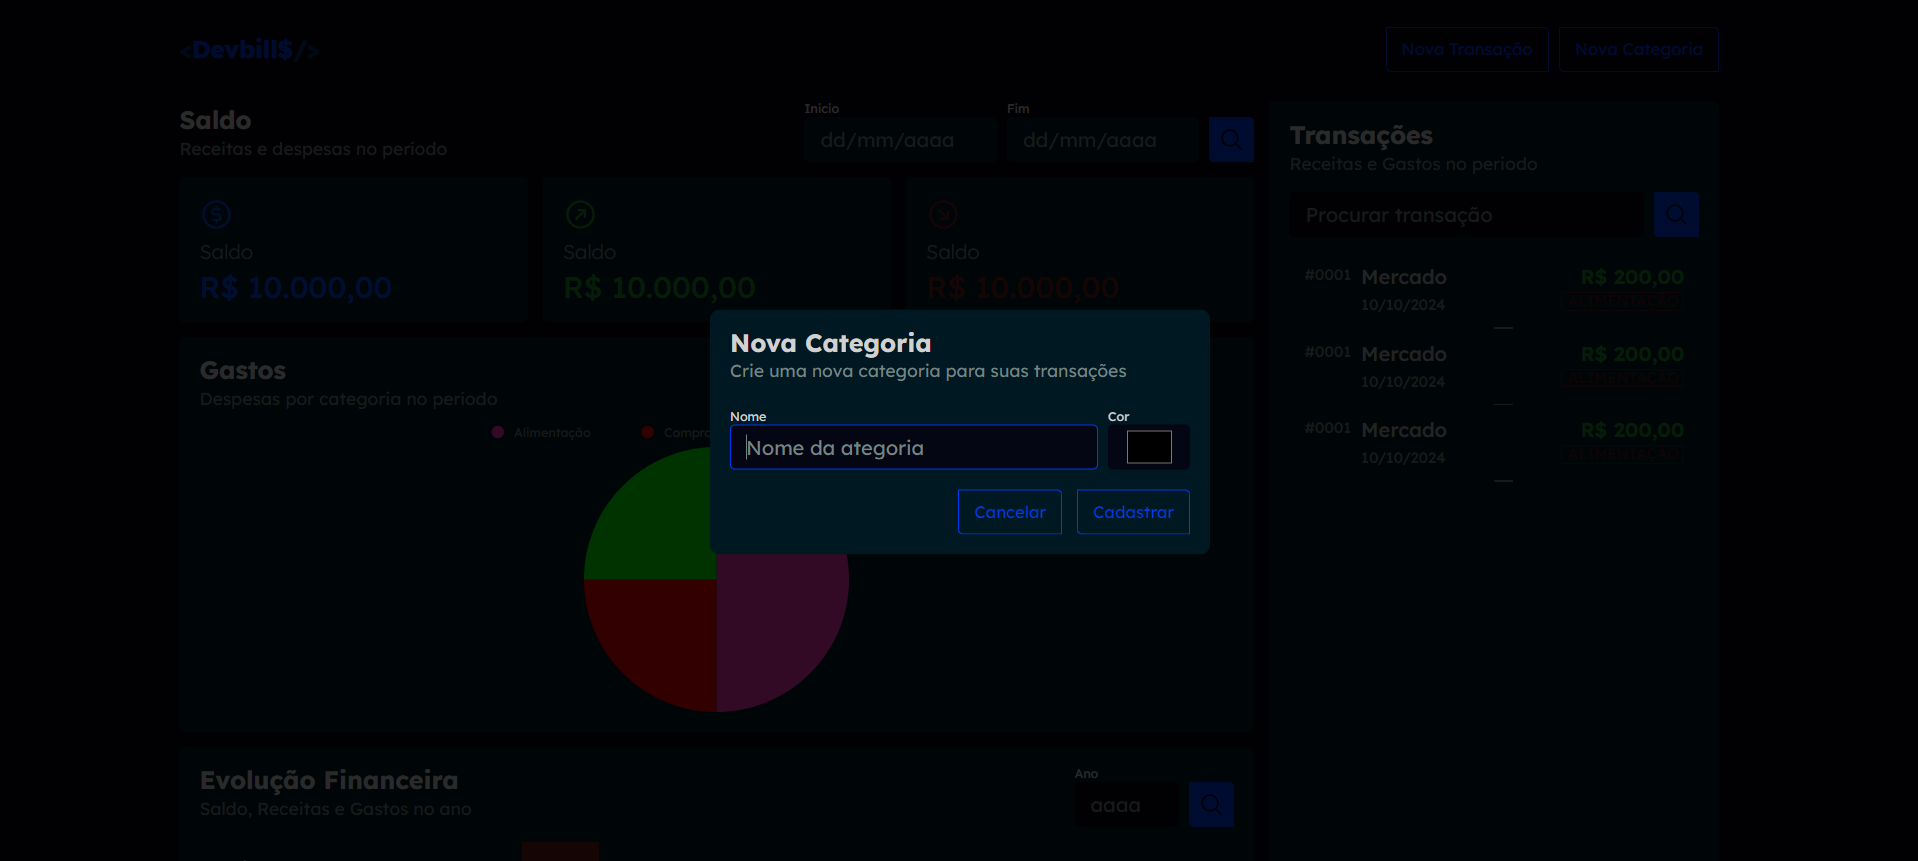 <Devbill$/>
Nova Transação
Nova Categoria
Saldo
Receitas e despesas no periodo
Inicio
dd/mm/aaaa
Fim
dd/mm/aaaa
Saldo
R$ 10.000,00
Saldo
R$ 10.000,00
Saldo
R$ 10.000,00
Gastos
Despesas por categoria no periodo
Alimentação
Compra
Nova Categoria
Crie uma nova categoria para suas transações
Nome
Nome da ategoria
Cor
Cancelar
Cadastrar
Evolução Financeira
Saldo, Receitas e Gastos no ano
Ano
aaaa
Transações
Receitas e Gastos no periodo
Procurar transação
#0001 Mercado R$ 200,00
10/10/2024 ALIMENTAÇÃO
#0001 Mercado R$ 200,00
10/10/2024 ALIMENTAÇÃO
#0001 Mercado R$ 200,00
10/10/2024 ALIMENTAÇÃO